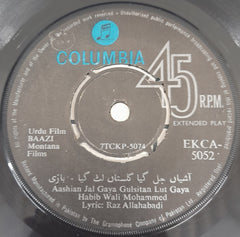 COLUMBIA
45
R.P.M.
EXTENDED PLAY
Urdu Film
BAAZI
Montana
Films
7TCKP-5074
EKCA-
5052
آشیاں جل گیا گلستاں لٹ گیا - بازی
Aashian Jal Gaya Gulsitan Lut Gaya
Habib Wali Mohammed
Lyric: Raz Allahabadi